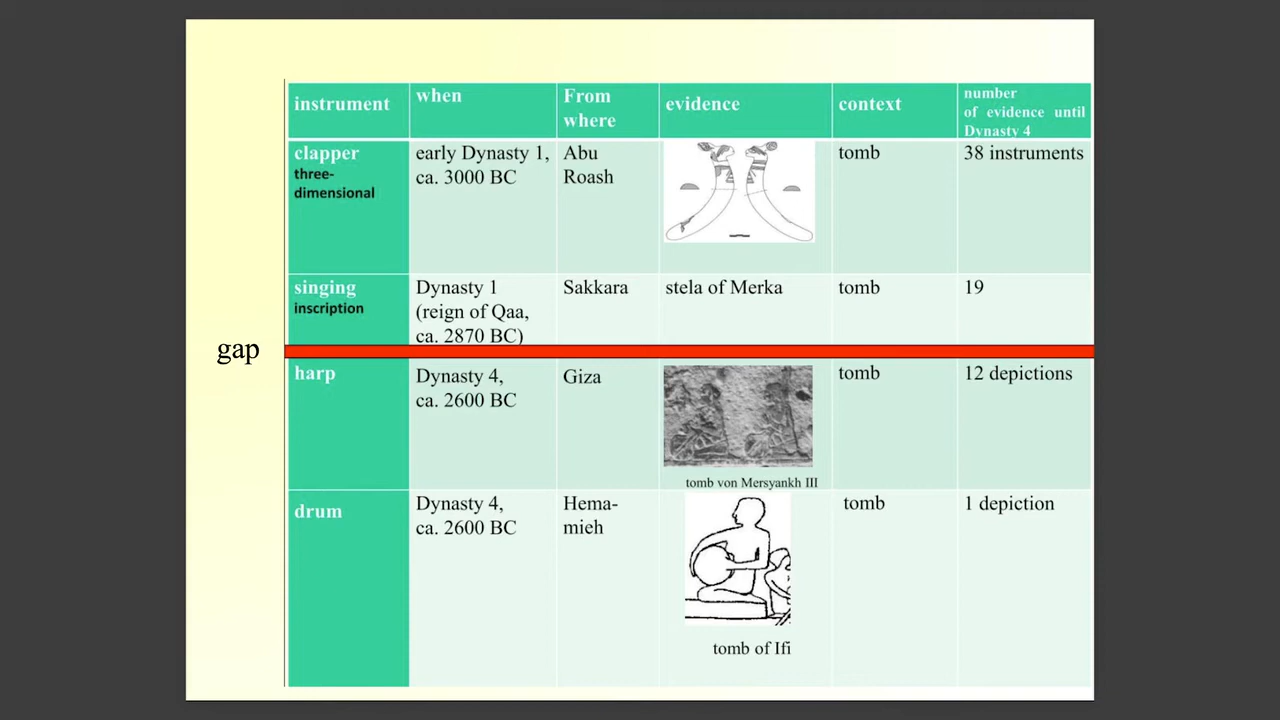 instrument
when
From
where
evidence
context
number
of evidence until
Dynasty 4
clapper
three-
dimensional
early Dynasty 1,
ca. 3000 BC
Abu
Roash
tomb
38 instruments
singing
inscription
Dynasty 1
(reign of Qaa,
ca. 2870 BC)
Sakkara
stela of Merka
tomb
19
gap
harp
Dynasty 4,
ca. 2600 BC
Giza
tomb von Mersyankh III
tomb
12 depictions
drum
Dynasty 4,
ca. 2600 BC
Hema-
mieh
tomb of Ifi
tomb
1 depiction